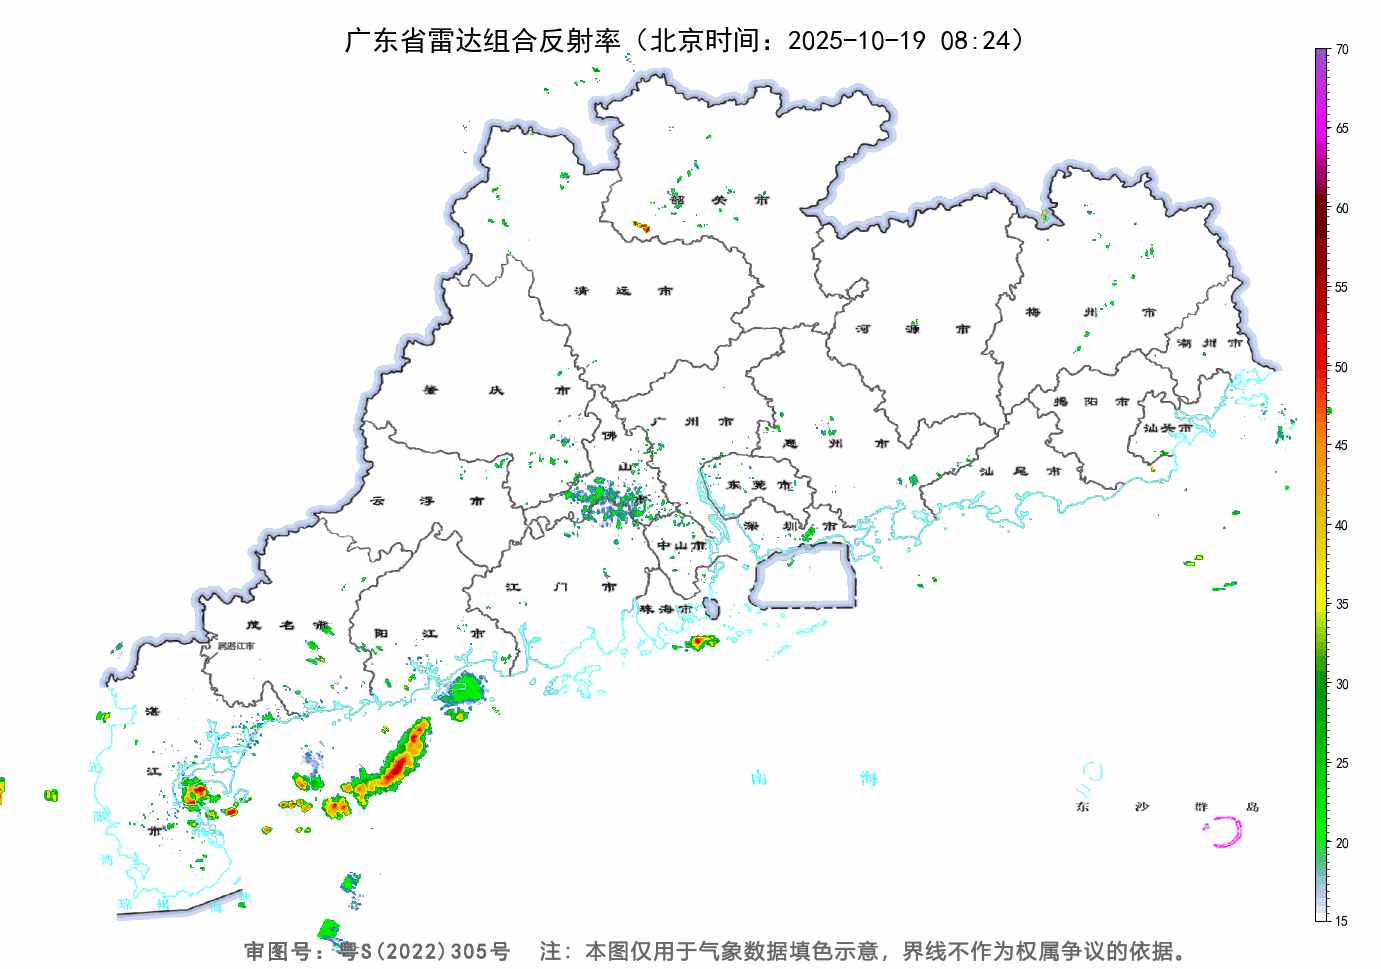 广东省雷达组合反射率（北京时间：2025-10-19 08:24）
70
65
60
55
50
45
40
35
30
25
20
15
韶关市
清远市
河源市
梅州市
潮州市
肇庆市
广州市
佛山市
惠州市
揭阳市
汕头市
汕尾市
东莞市
云浮市
深圳市
中山市
江门市
珠海市
茂名市
属湛江市
阳江市
湛江市
北部湾
南海
东沙群岛
琼州海峡
审图号：粤S(2022)305号 注：本图仅用于气象数据填色示意，界线不作为权属争议的依据。